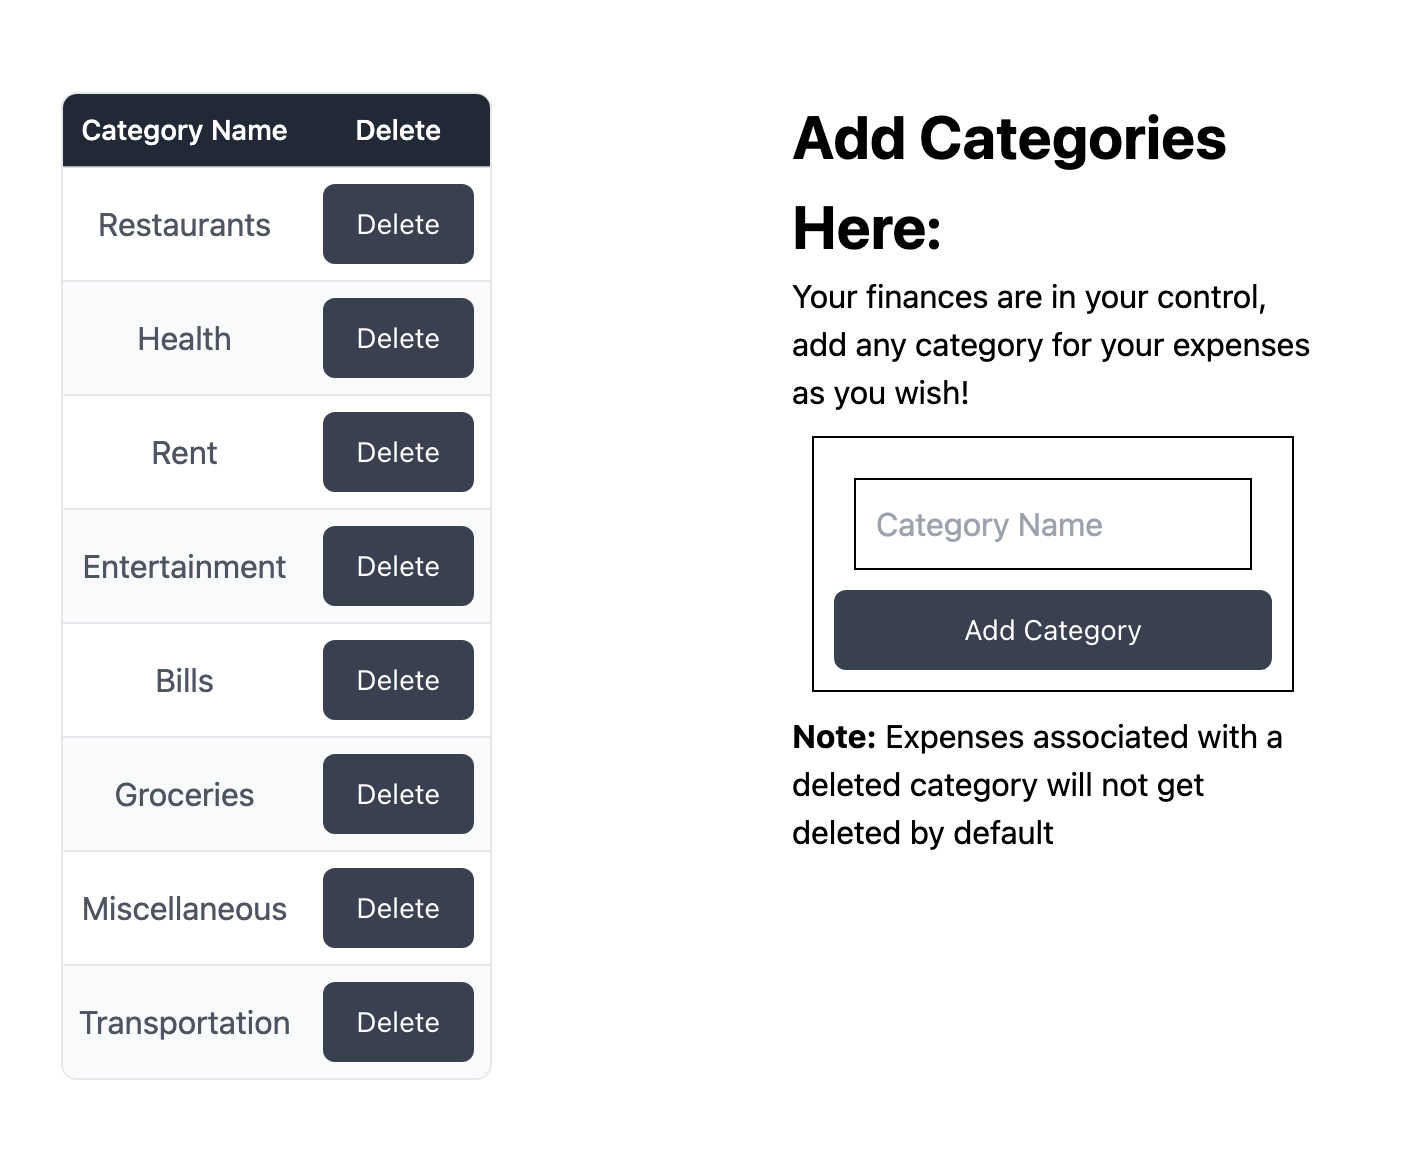 Category Name Delete
Restaurants Delete
Health Delete
Rent Delete
Entertainment Delete
Bills Delete
Groceries Delete
Miscellaneous Delete
Transportation Delete
Add Categories
Here:
Your finances are in your control,
add any category for your expenses
as you wish!
Category Name
Add Category
Note: Expenses associated with a
deleted category will not get
deleted by default